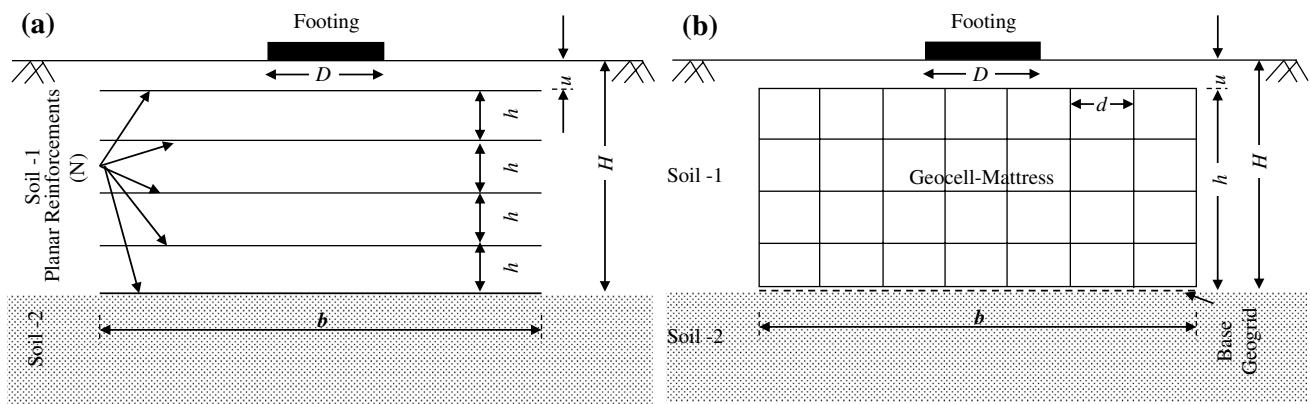 (a)
Footing
D
u
Soil -1
Planar Reinforcements
(N)
h
h
h
h
H
b
Soil -2
(b)
Footing
D
u
d
Soil -1
Geocell-Mattress
h
H
b
Soil -2
Base
Geogrid